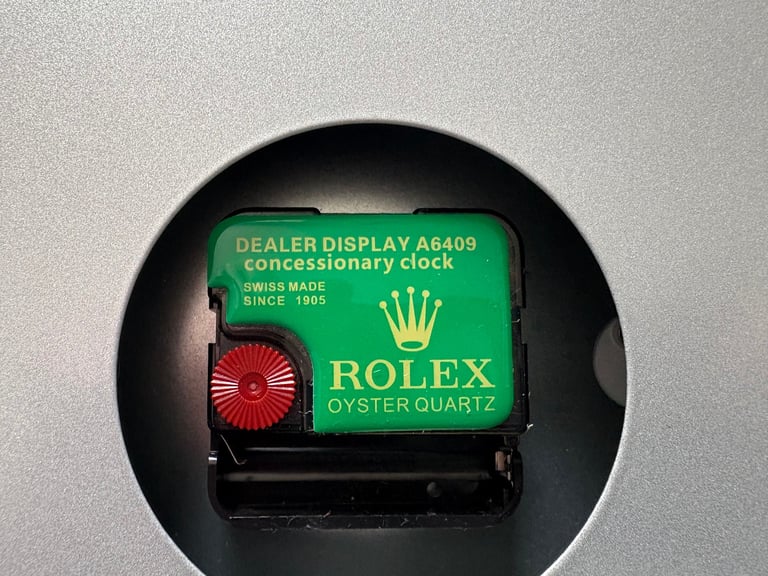 DEALER DISPLAY A6409
concessionary clock
SWISS MADE
SINCE 1905
ROLEX
OYSTER QUARTZ